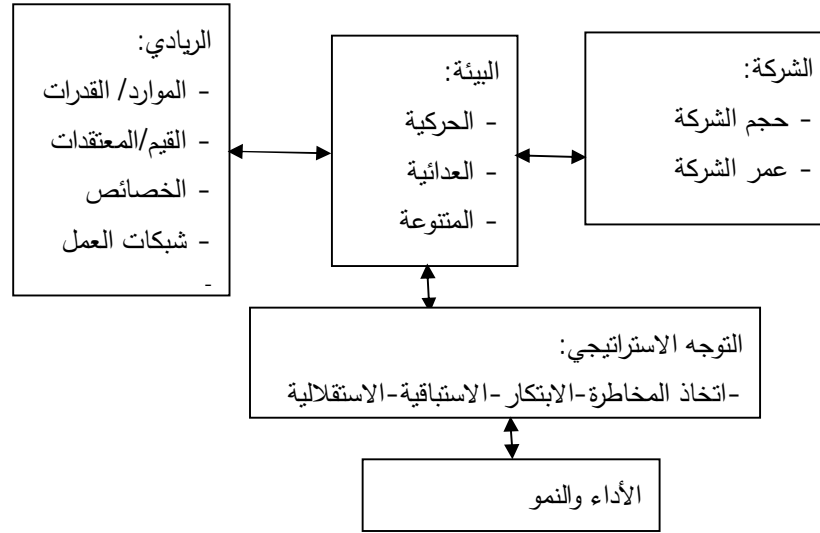 الشركة:
- حجم الشركة
- عمر الشركة
البيئة:
- الحركية
- العدائية
- المتنوعة
الريادي:
- الموارد/ القدرات
- القيم/المعتقدات
- الخصائص
- شبكات العمل
-
التوجه الاستراتيجي:
-اتخاذ المخاطرة-الابتكار-الاستباقية-الاستقلالية
الأداء والنمو